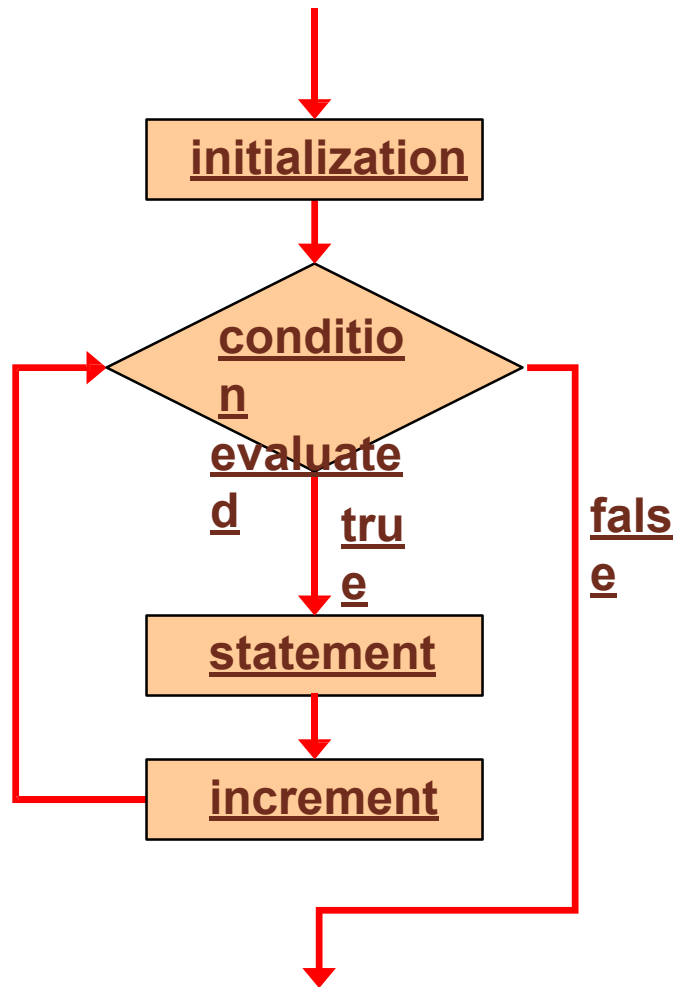 initialization
conditio
n
evaluate
d
tru
e
fals
e
statement
increment